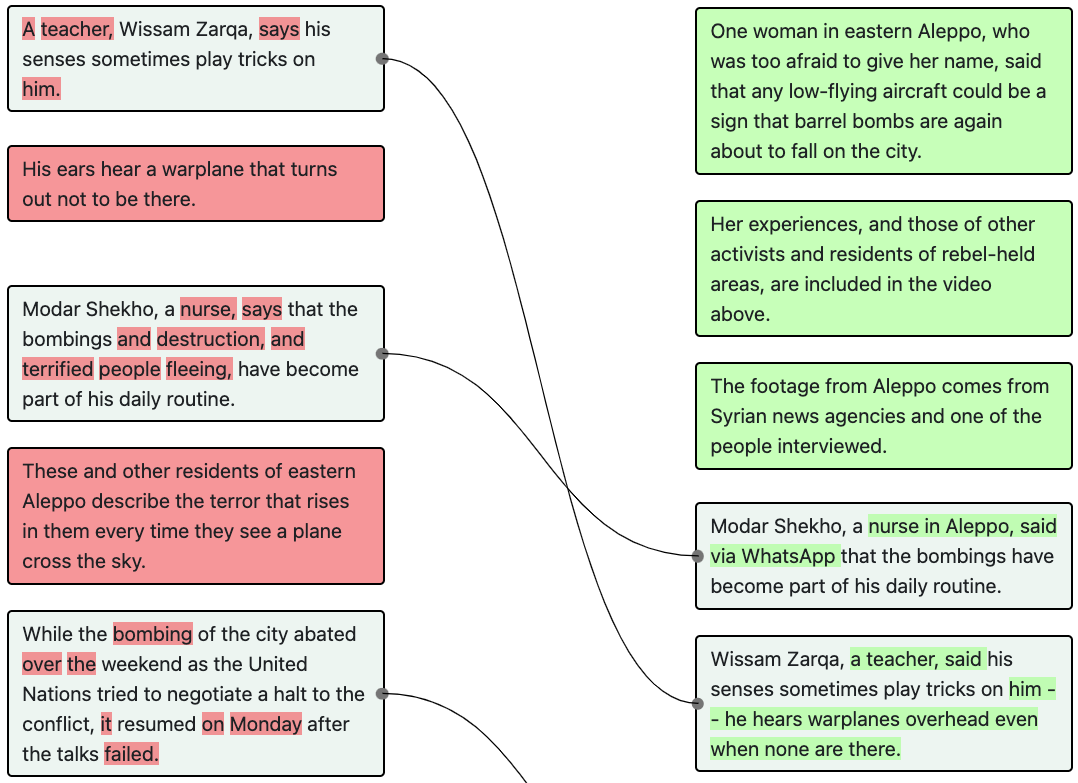 A teacher, Wissam Zarqa, says his
senses sometimes play tricks on
him.
His ears hear a warplane that turns
out not to be there.
Modar Shekho, a nurse, says that the
bombings and destruction, and
terrified people fleeing, have become
part of his daily routine.
These and other residents of eastern
Aleppo describe the terror that rises
in them every time they see a plane
cross the sky.
While the bombing of the city abated
over the weekend as the United
Nations tried to negotiate a halt to the
conflict, it resumed on Monday after
the talks failed.
One woman in eastern Aleppo, who
was too afraid to give her name, said
that any low-flying aircraft could be a
sign that barrel bombs are again
about to fall on the city.
Her experiences, and those of other
activists and residents of rebel-held
areas, are included in the video
above.
The footage from Aleppo comes from
Syrian news agencies and one of the
people interviewed.
Modar Shekho, a nurse in Aleppo, said
via WhatsApp that the bombings have
become part of his daily routine.
Wissam Zarqa, a teacher, said his
senses sometimes play tricks on him -
- he hears warplanes overhead even
when none are there.